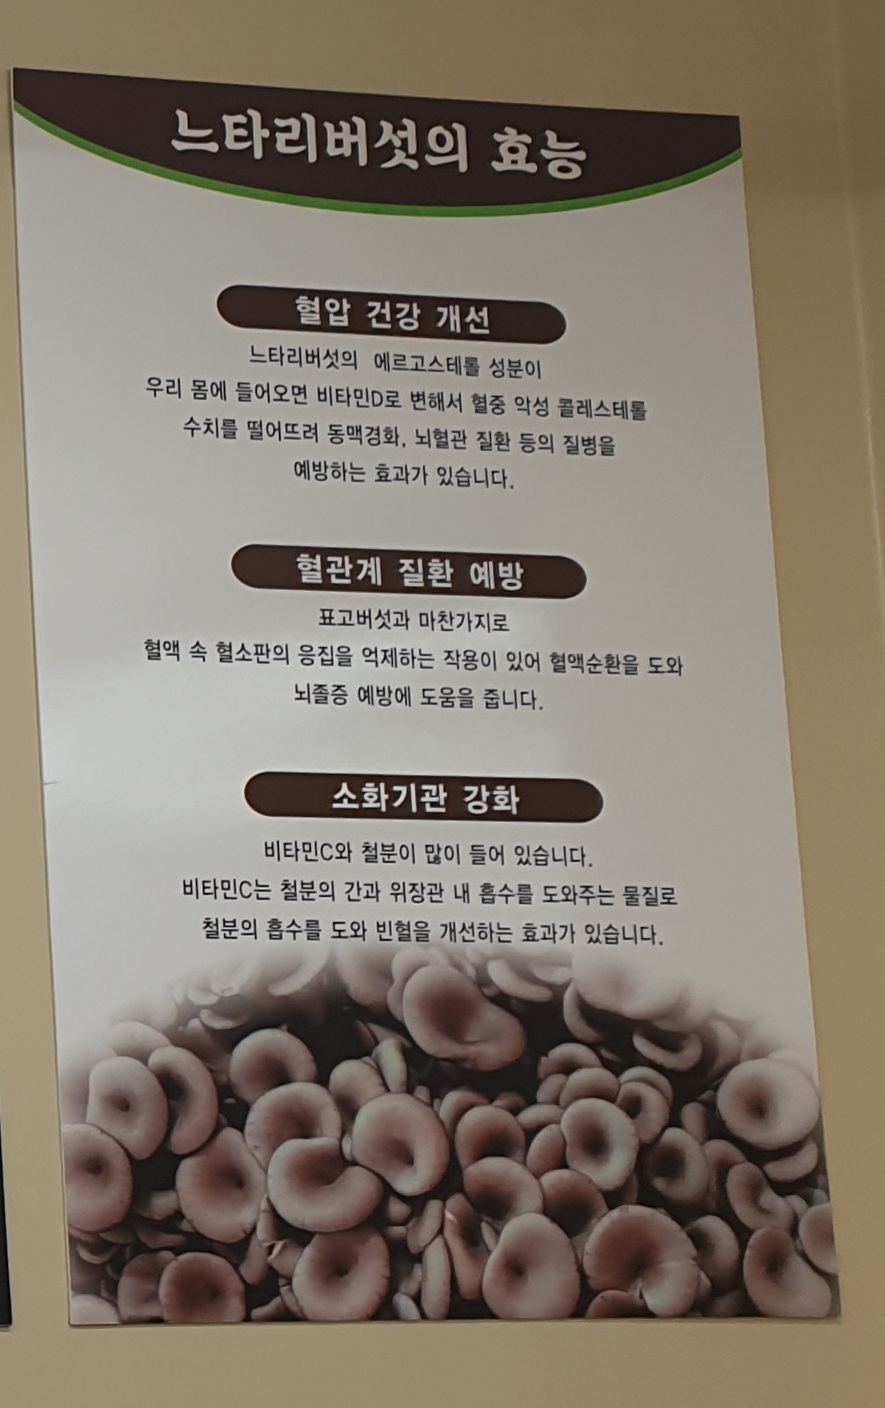 느타리버섯의 효능
혈압 건강 개선
느타리버섯의 에르고스테롤 성분이
우리 몸에 들어오면 비타민D로 변해서 혈중 악성 콜레스테롤
수치를 떨어뜨려 동맥경화, 뇌혈관 질환 등의 질병을
예방하는 효과가 있습니다.
혈관계 질환 예방
표고버섯과 마찬가지로
혈액 속 혈소판의 응집을 억제하는 작용이 있어 혈액순환을 도와
뇌졸증 예방에 도움을 줍니다.
소화기관 강화
비타민C와 철분이 많이 들어 있습니다.
비타민C는 철분의 간과 위장관 내 흡수를 도와주는 물질로
철분의 흡수를 도와 빈혈을 개선하는 효과가 있습니다.